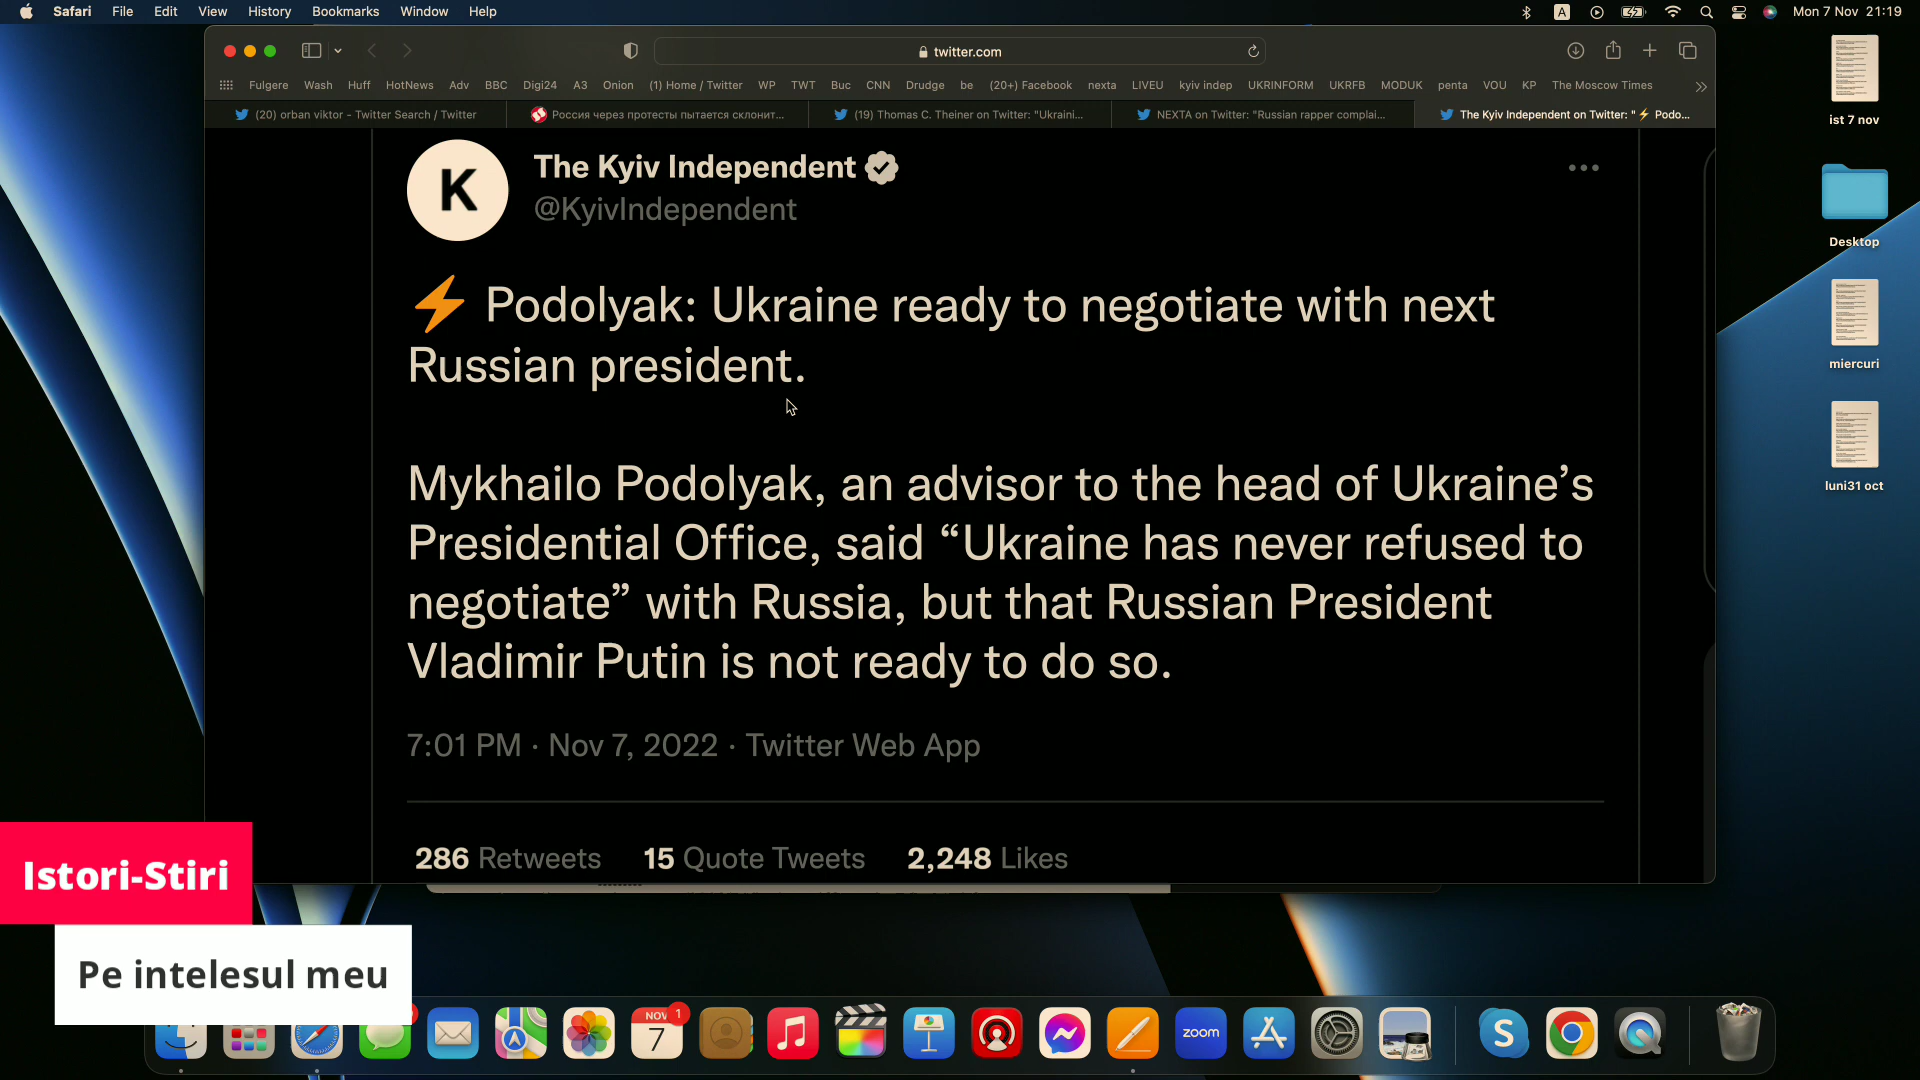 Safari File Edit View History Bookmarks Window Help
A
Mon 7 Nov 21:19
twitter.com
Fulgere Wash Huff HotNews Adv BBC Digi24 A3 Onion (1) Home / Twitter WP TWT Buc CNN Drudge be (20+) Facebook nexta LIVEU kyiv indep UKRINFORM UKRFB MODUK penta VOU KP The Moscow Times
(20) orban viktor - Twitter Search / Twitter
Россия через протесты пытается склонит...
(19) Thomas C. Theiner on Twitter: "Ukraini...
NEXTA on Twitter: "Russian rapper complai...
The Kyiv Independent on Twitter: "⚡ Podo...
K
The Kyiv Independent
@KyivIndependent
⚡ Podolyak: Ukraine ready to negotiate with next
Russian president.
Mykhailo Podolyak, an advisor to the head of Ukraine’s
Presidential Office, said “Ukraine has never refused to
negotiate” with Russia, but that Russian President
Vladimir Putin is not ready to do so.
7:01 PM · Nov 7, 2022 · Twitter Web App
286 Retweets 15 Quote Tweets 2,248 Likes
ist 7 nov
Desktop
miercuri
luni31 oct
Istori-Stiri
Pe intelesul meu
NOV
7
1
zoom
S